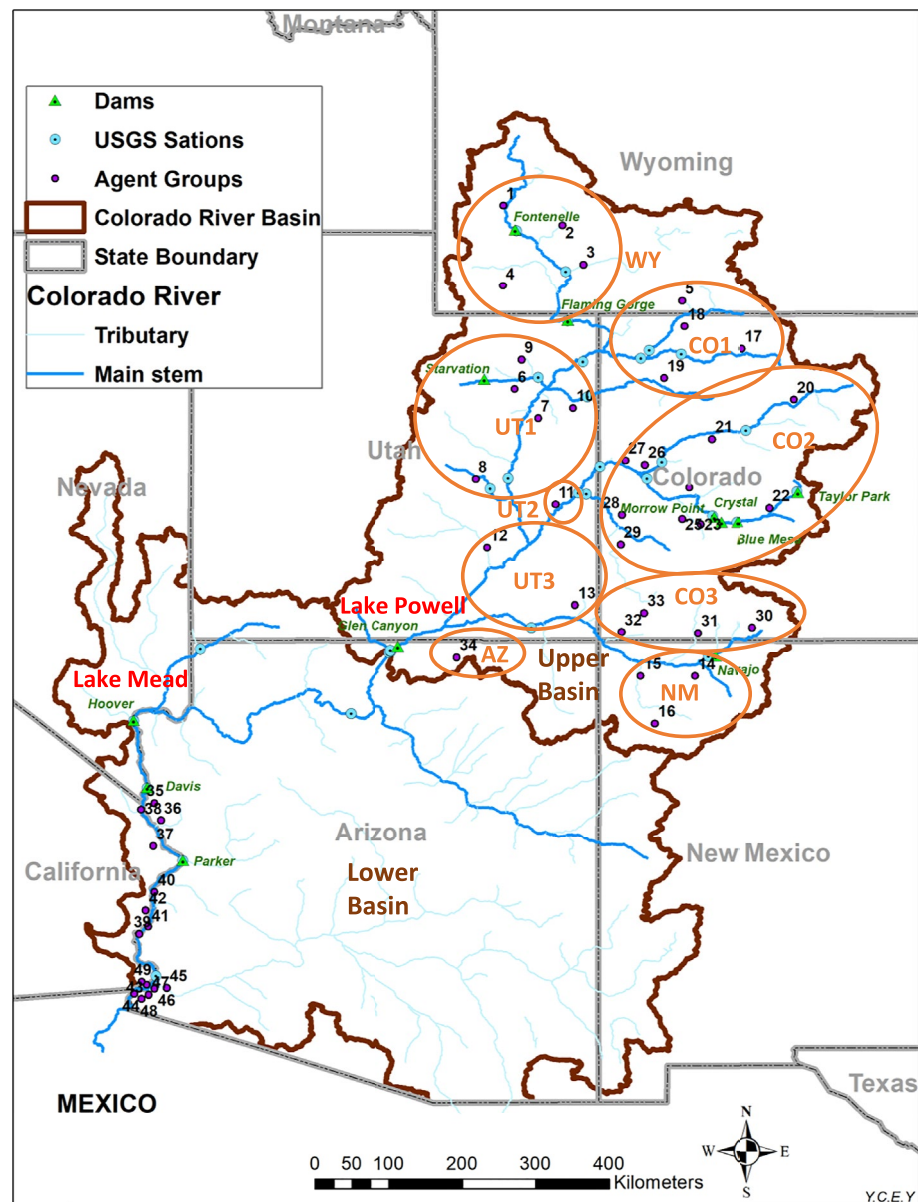 Montana
Dams
USGS Sations
Agent Groups
Colorado River Basin
State Boundary
Colorado River
Tributary
Main stem
Wyoming
1
Fontenelle
2
3
WY
4
Flaming Gorge
5
18
17
CO1
9
19
Starvation
6
10
20
7
UT1
21
CO2
Utah
27
26
8
Colorado
Nevada
11
22
Taylor Park
UT2
28
Morrow Point
Crystal
25
23
Blue Mesa
12
29
UT3
13
33
CO3
Lake Powell
32
31
30
Glen Canyon
34
AZ
Upper
Basin
15
14
Navajo
Lake Mead
NM
Hoover
16
35
Davis
38
36
37
Arizona
Parker
New Mexico
California
Lower
Basin
40
42
41
39
49
45
43
47
46
44
48
Texas
MEXICO
N
W
E
S
0
50
100
200
300
400
Kilometers
Y.C.E.Y